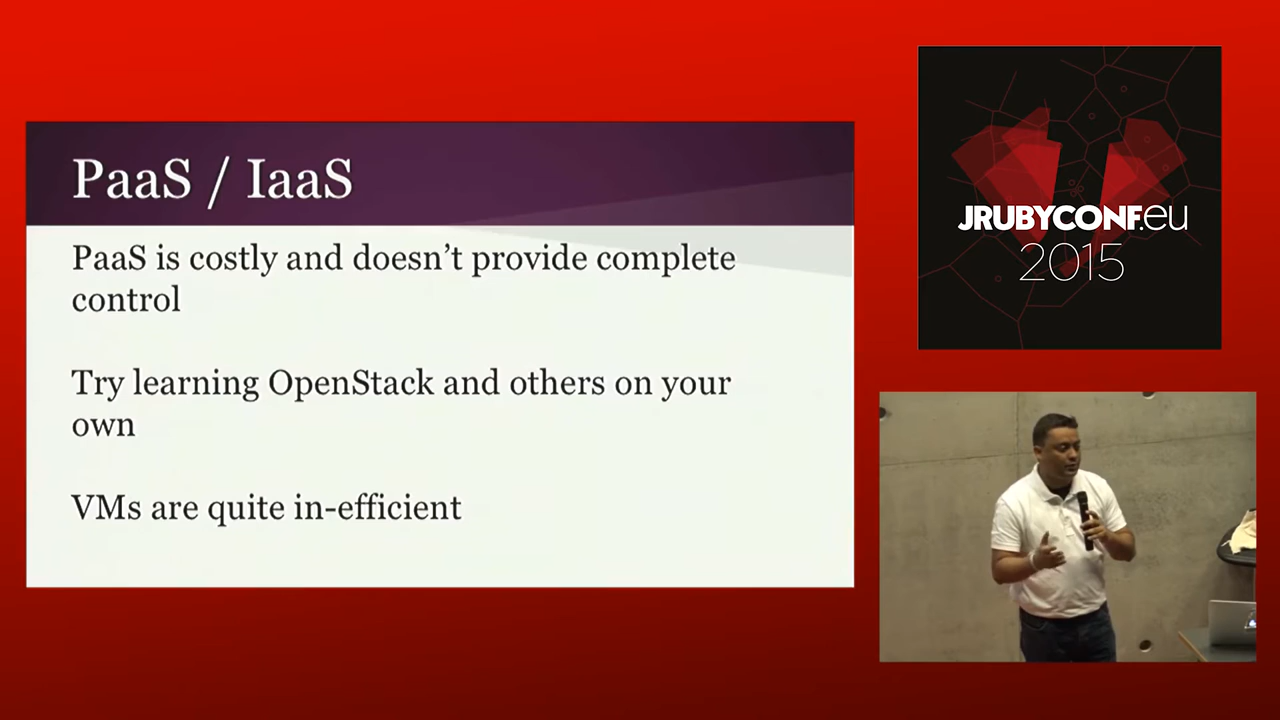 PaaS / IaaS
PaaS is costly and doesn't provide complete
control
Try learning OpenStack and others on your
own
VMs are quite in-efficient
JRUBYCONF.eu
2015